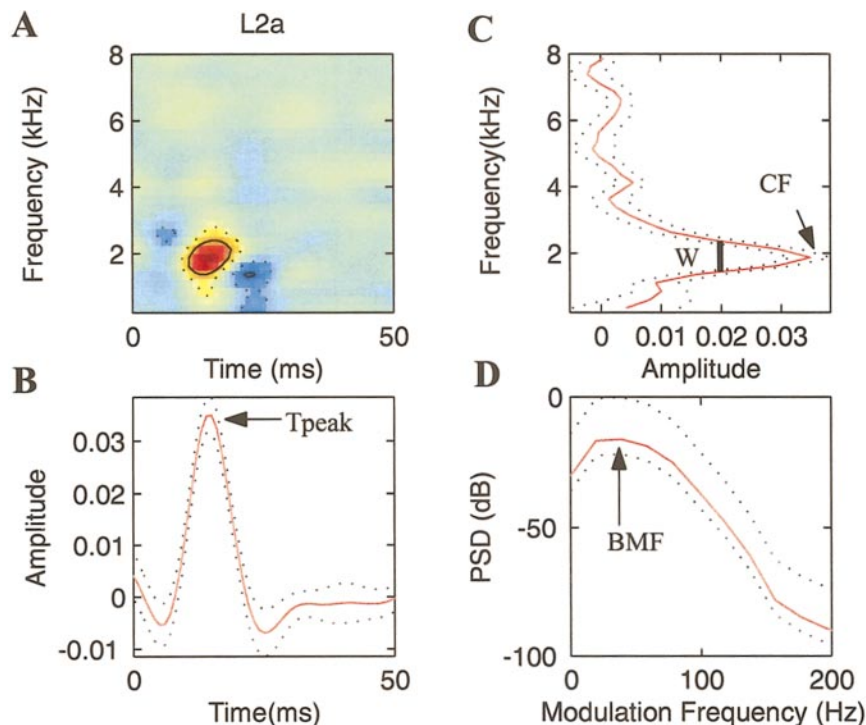 A
L2a
8
6
4
2
0
50
Frequency (kHz)
Time (ms)
B
0.03
0.02
0.01
0
-0.01
0
50
Amplitude
Tpeak
Time(ms)
C
8
6
4
2
0
0.01
0.02
0.03
Frequency(kHz)
W
CF
Amplitude
D
0
-50
-100
0
100
200
PSD (dB)
BMF
Modulation Frequency (Hz)